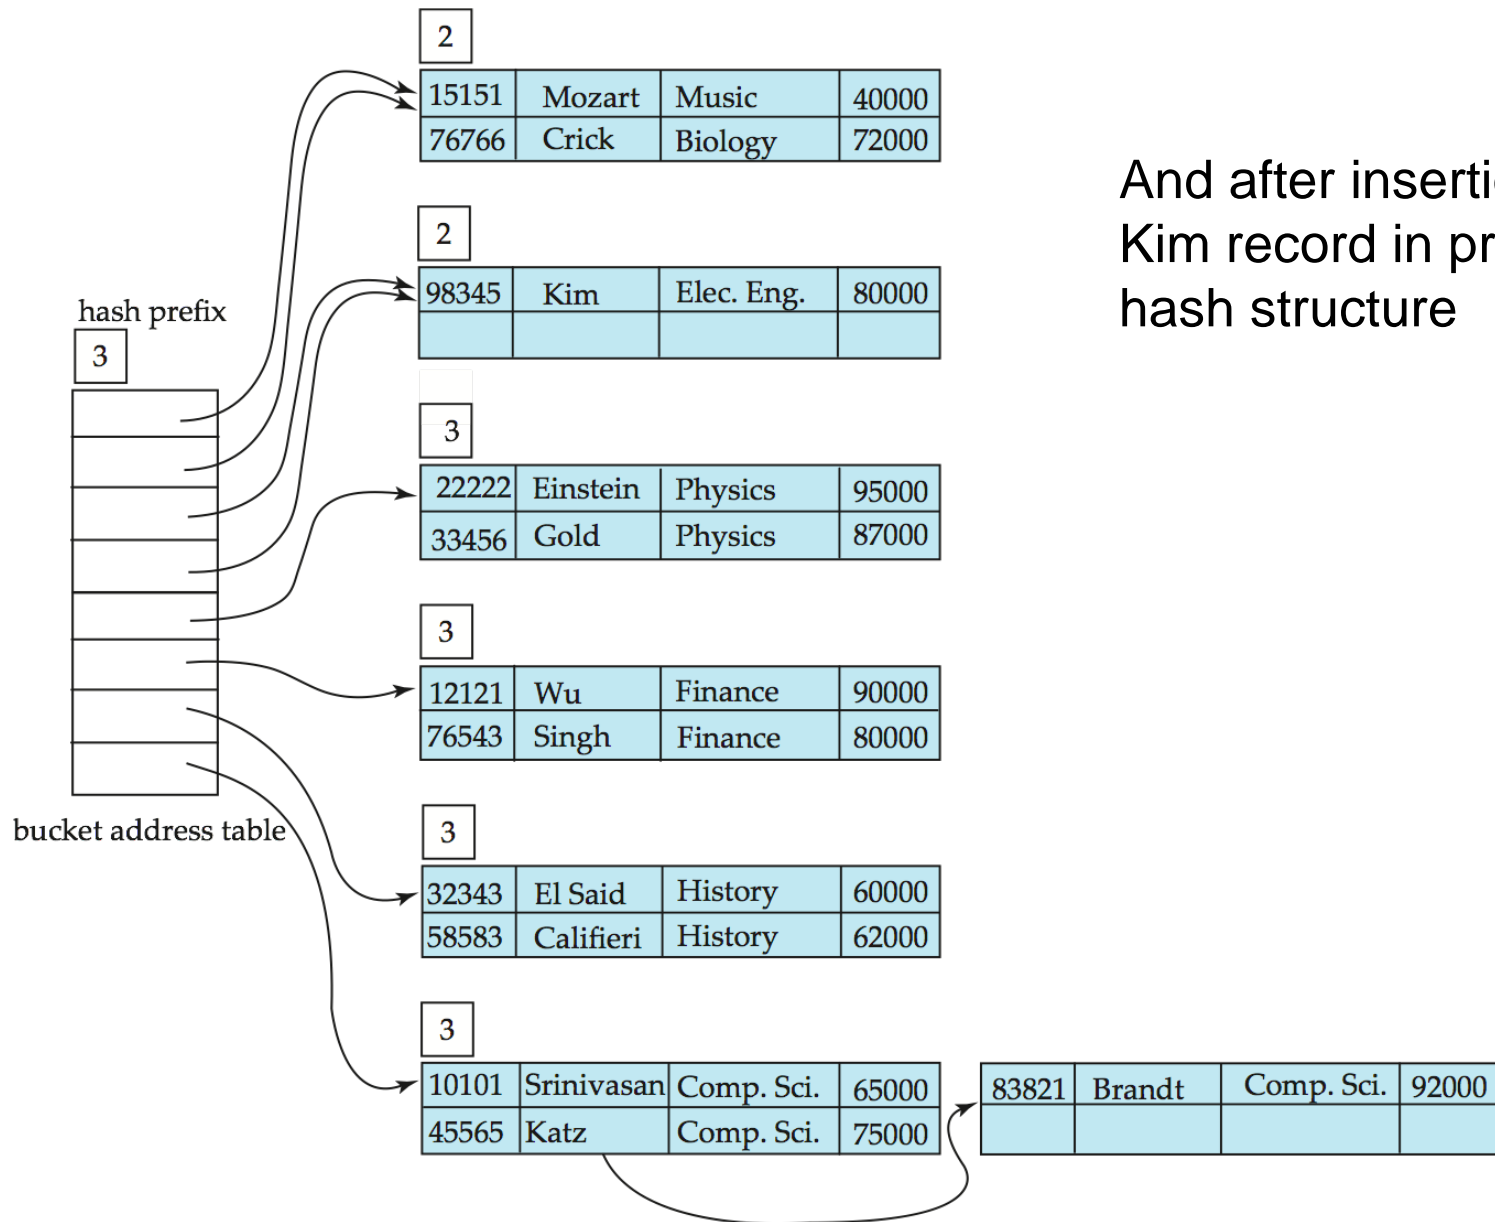 2
15151 Mozart Music 40000
76766 Crick Biology 72000
And after inserti
Kim record in pr
hash structure
2
98345 Kim Elec. Eng. 80000
hash prefix
3
3
22222 Einstein Physics 95000
33456 Gold Physics 87000
3
12121 Wu Finance 90000
76543 Singh Finance 80000
bucket address table
3
32343 El Said History 60000
58583 Califieri History 62000
3
10101 Srinivasan Comp. Sci. 65000
45565 Katz Comp. Sci. 75000
83821 Brandt Comp. Sci. 92000